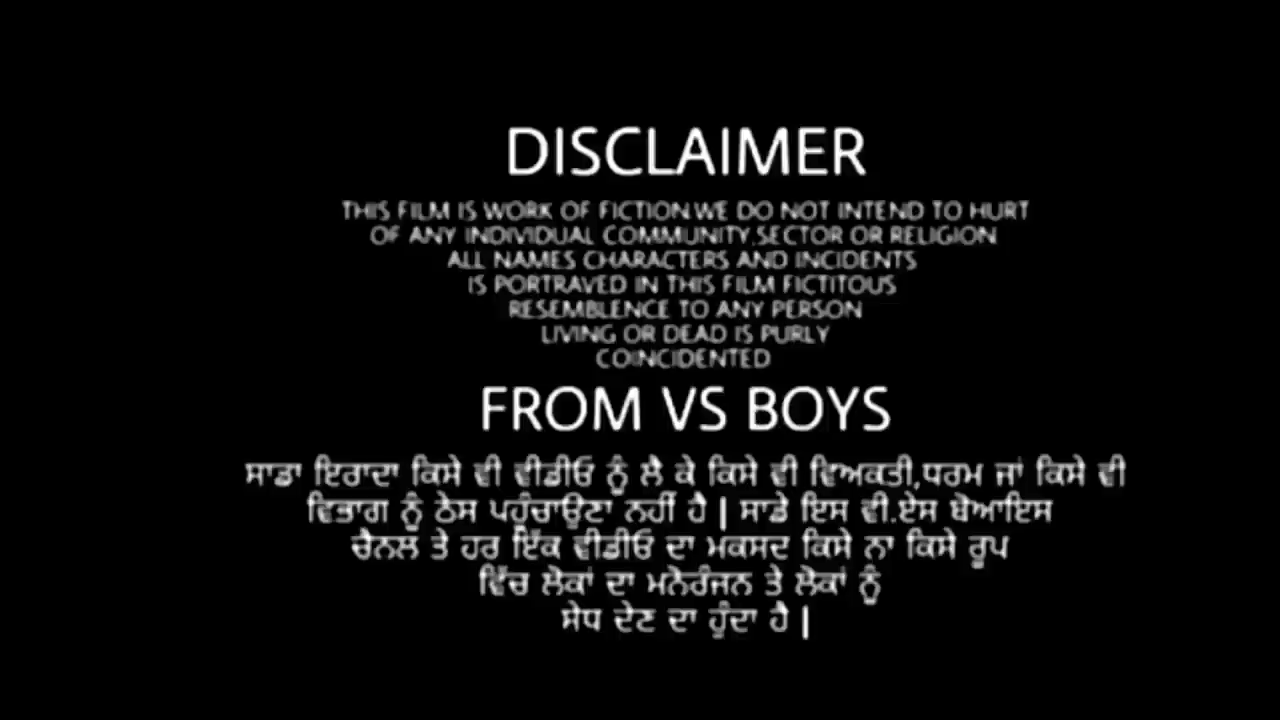 DISCLAIMER
THIS FILM IS WORK OF FICTION.WE DO NOT INTEND TO HURT
OF ANY INDIVIDUAL COMMUNITY,SECTOR OR RELIGION
ALL NAMES CHARACTERS AND INCIDENTS
IS PORTRAVED IN THIS FILM FICTITOUS
RESEMBLENCE TO ANY PERSON
LIVING OR DEAD IS PURLY
COINCIDENTED
FROM VS BOYS
ਸਾਡਾ ਇਰਾਦਾ ਕਿਸੇ ਵੀ ਵੀਡੀਓ ਨੂੰ ਲੈ ਕੇ ਕਿਸੇ ਵੀ ਵਿਅਕਤੀ,ਧਰਮ ਜਾਂ ਕਿਸੇ ਵੀ
ਵਿਭਾਗ ਨੂੰ ਠੇਸ ਪਹੁੰਚਾਉਣਾ ਨਹੀਂ ਹੈ | ਸਾਡੇ ਇਸ ਵੀ.ਏਸ ਬੋਆਇਸ
ਚੈਨਲ ਤੇ ਹਰ ਇੱਕ ਵੀਡੀਓ ਦਾ ਮਕਸਦ ਕਿਸੇ ਨਾ ਕਿਸੇ ਰੂਪ
ਵਿੱਚ ਲੋਕਾਂ ਦਾ ਮਨੋਰੰਜਨ ਤੇ ਲੋਕਾਂ ਨੂੰ
ਸੇਧ ਦੇਣ ਦਾ ਹੁੰਦਾ ਹੈ |